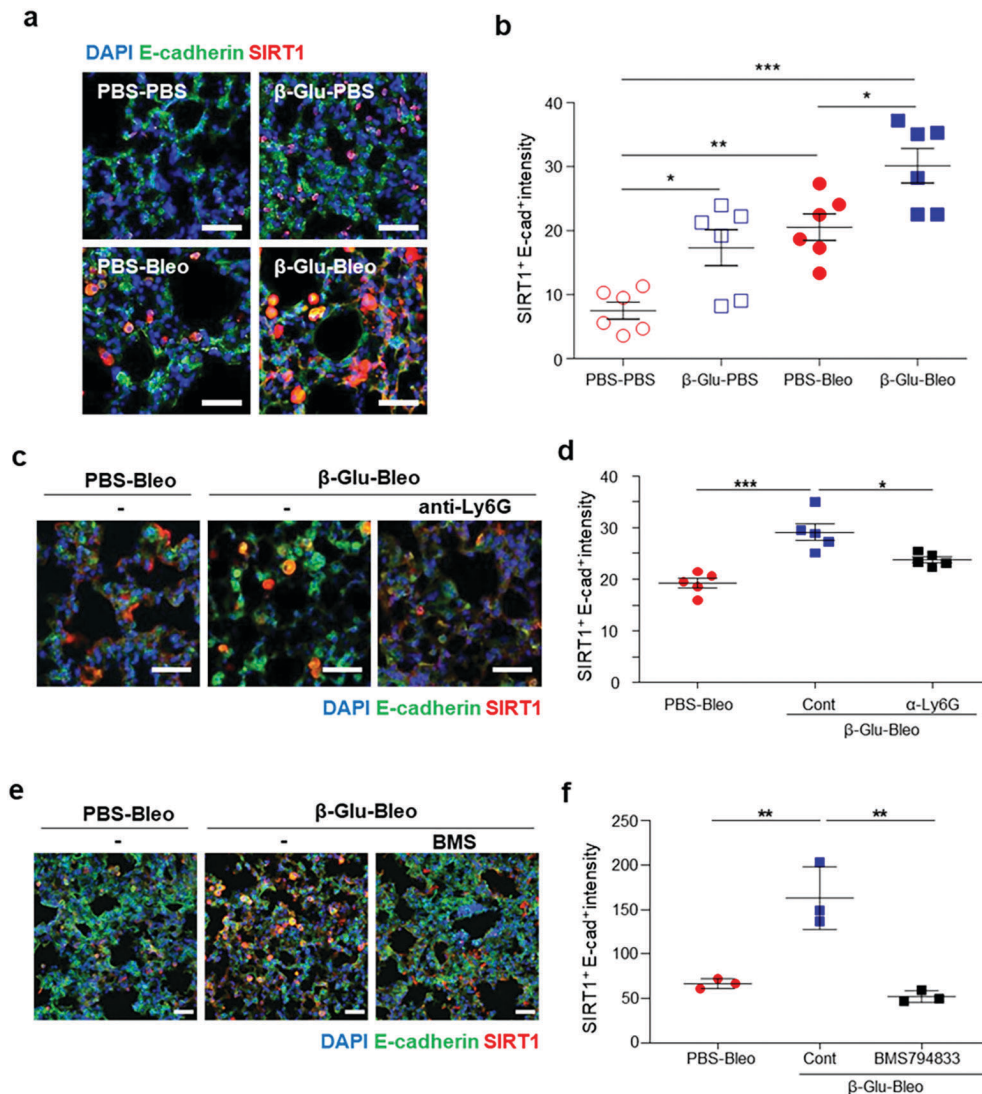 a
DAPI E-cadherin SIRT1
PBS-PBS
β-Glu-PBS
PBS-Bleo
β-Glu-Bleo
b
SIRT1+ E-cad+intensity
40
30
20
10
0
***
*
**
*
PBS-PBS
β-Glu-PBS
PBS-Bleo
β-Glu-Bleo
c
PBS-Bleo
β-Glu-Bleo
-
-
anti-Ly6G
DAPI E-cadherin SIRT1
d
SIRT1+ E-cad+intensity
40
30
20
10
0
***
*
PBS-Bleo
Cont
α-Ly6G
β-Glu-Bleo
e
PBS-Bleo
β-Glu-Bleo
-
-
BMS
DAPI E-cadherin SIRT1
f
SIRT1+ E-cad+intensity
250
200
150
100
50
0
**
**
PBS-Bleo
Cont
BMS794833
β-Glu-Bleo